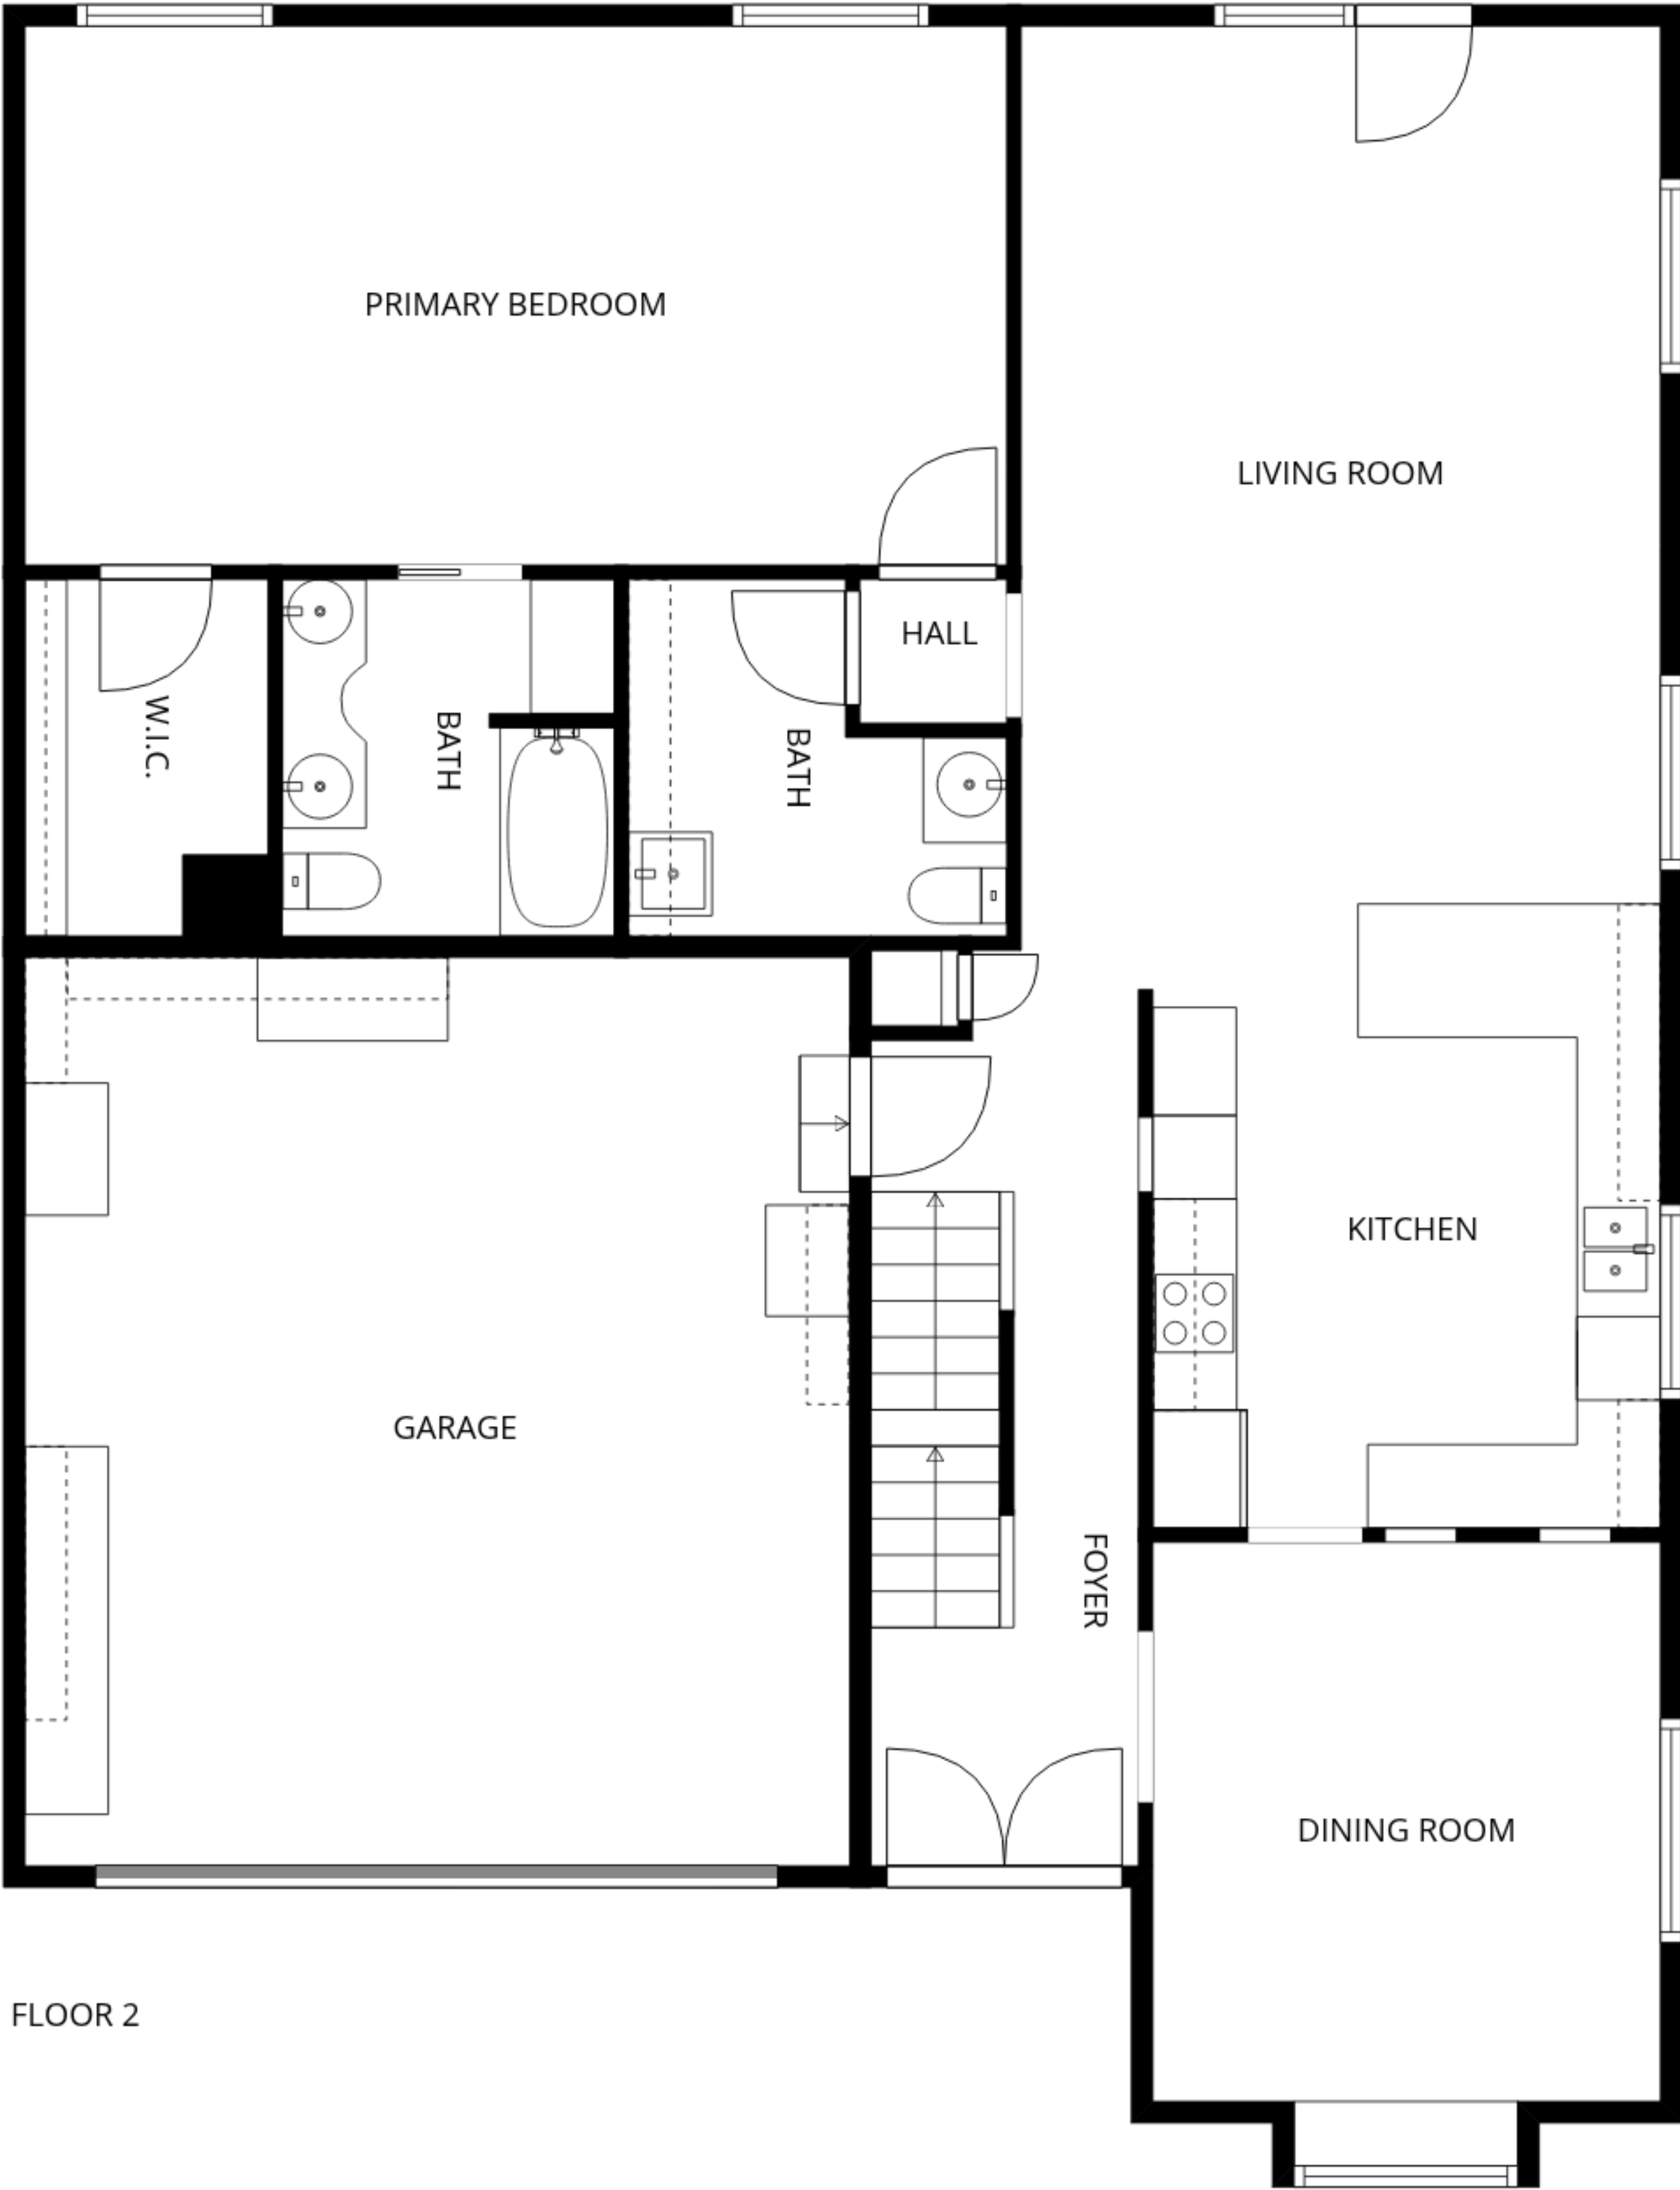 PRIMARY BEDROOM
LIVING ROOM
HALL
W.I.C.
BATH
BATH
KITCHEN
GARAGE
FOYER
DINING ROOM
FLOOR 2